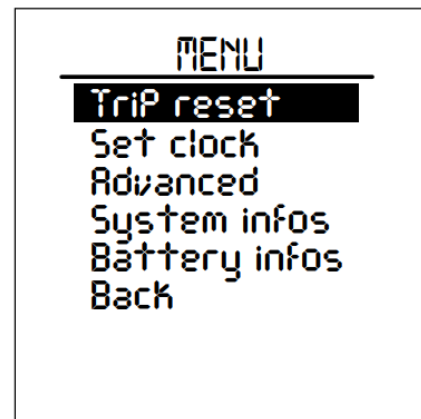 MENU
TriP reset
Set clock
Advanced
System infos
Battery infos
Back